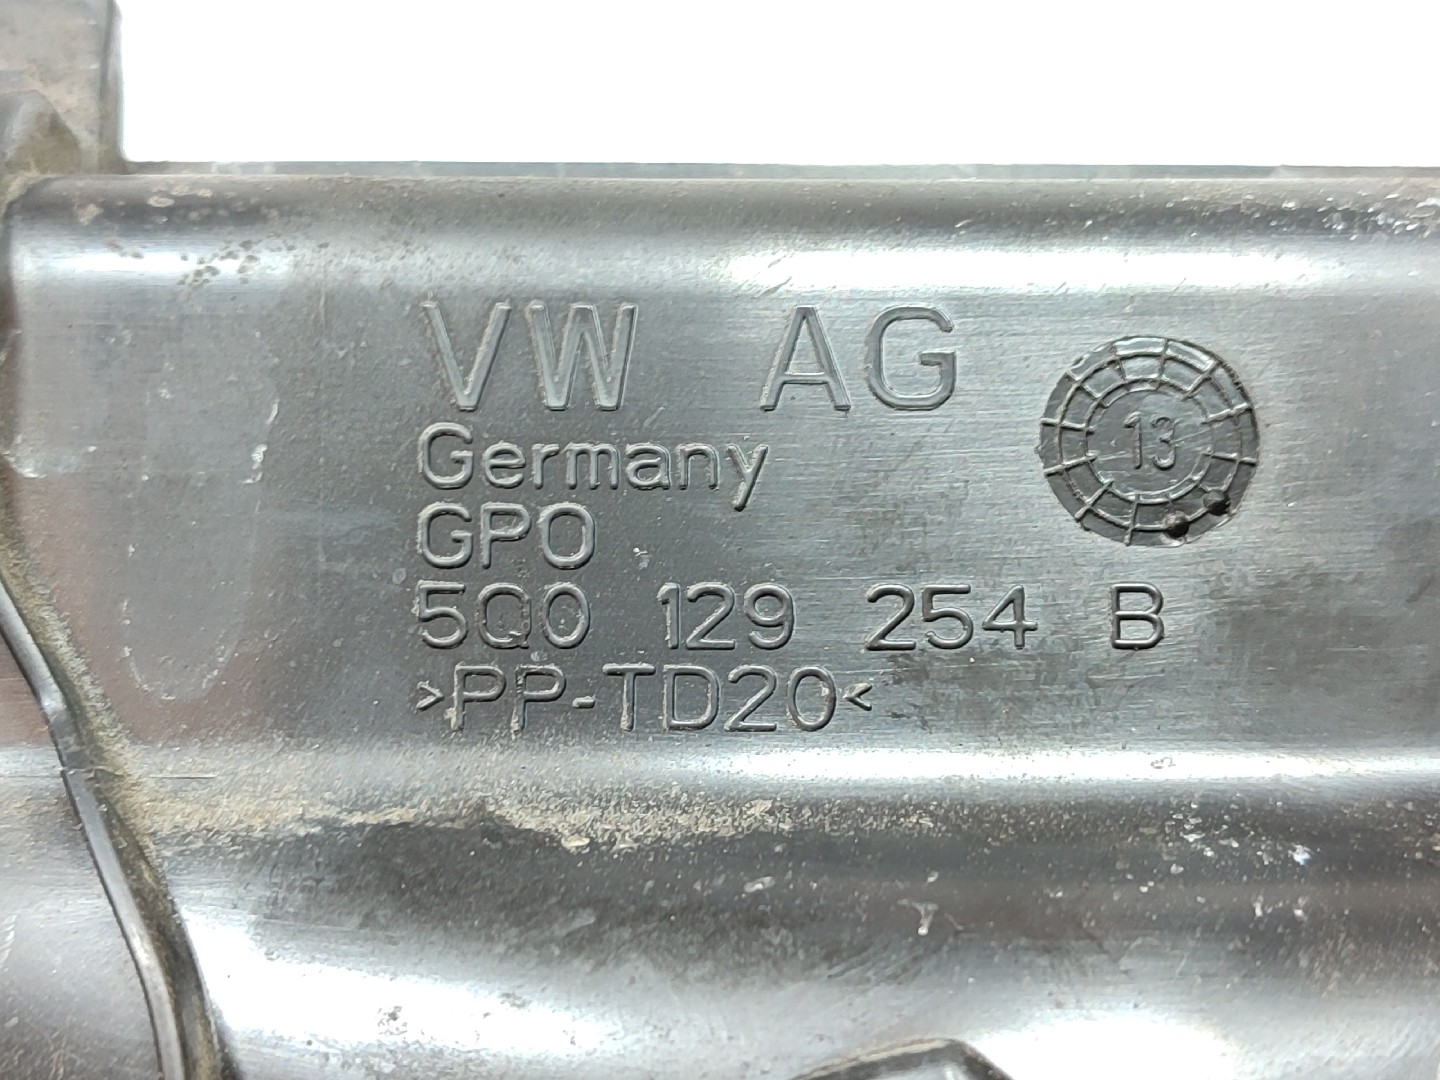 VW AG
13
Germany
GPO
5Q0 129 254 B
>PP-TD20<